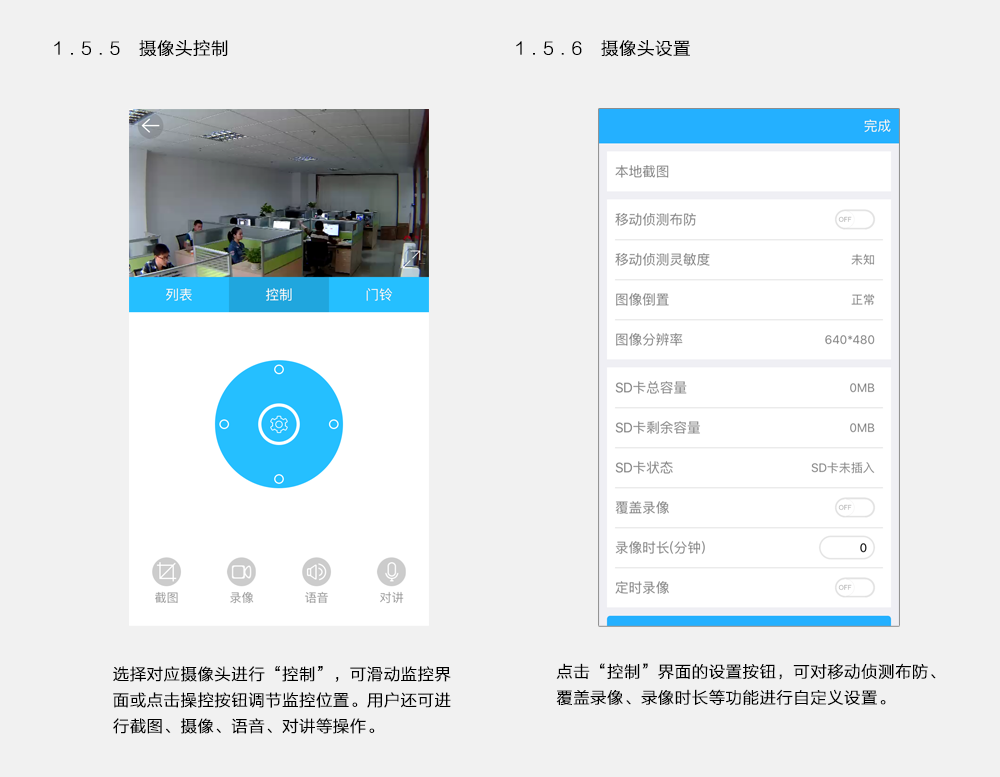 1.5.5 摄像头控制
列表
控制
门铃
截图
录像
语音
对讲
选择对应摄像头进行“控制”，可滑动监控界
面或点击操控按钮调节监控位置。用户还可进
行截图、摄像、语音、对讲等操作。
1.5.6 摄像头设置
完成
本地截图
移动侦测布防 OFF
移动侦测灵敏度 未知
图像倒置 正常
图像分辨率 640*480
SD卡总容量 0MB
SD卡剩余容量 0MB
SD卡状态 SD卡未插入
覆盖录像 OFF
录像时长(分钟) 0
定时录像 OFF
点击“控制”界面的设置按钮，可对移动侦测布防、
覆盖录像、录像时长等功能进行自定义设置。